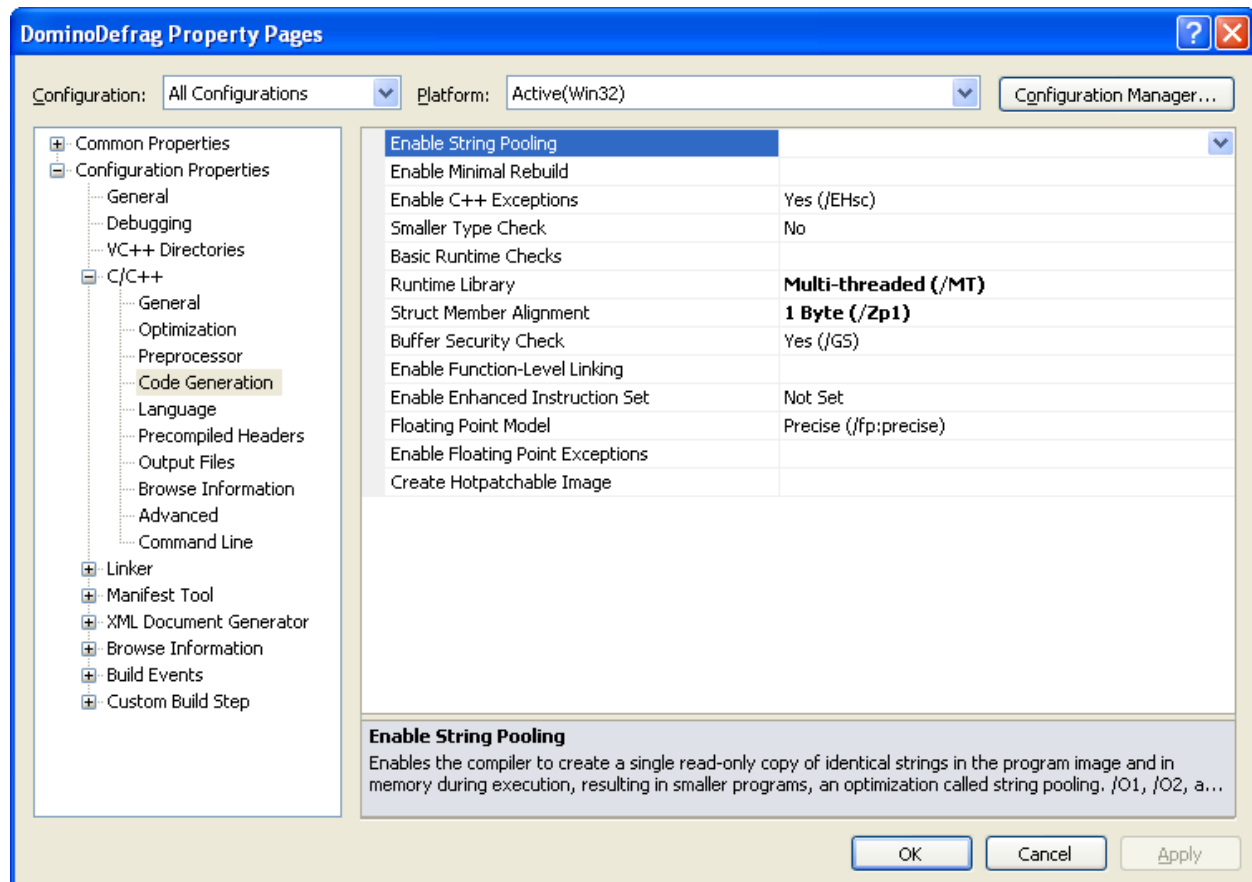 DominoDefrag Property Pages
Configuration: All Configurations Platform: Active(Win32) Configuration Manager...
Common Properties
Configuration Properties
General
Debugging
VC++ Directories
C/C++
General
Optimization
Preprocessor
Code Generation
Language
Precompiled Headers
Output Files
Browse Information
Advanced
Command Line
Linker
Manifest Tool
XML Document Generator
Browse Information
Build Events
Custom Build Step
Enable String Pooling
Enable Minimal Rebuild
Enable C++ Exceptions Yes (/EHsc)
Smaller Type Check No
Basic Runtime Checks
Runtime Library Multi-threaded (/MT)
Struct Member Alignment 1 Byte (/Zp1)
Buffer Security Check Yes (/GS)
Enable Function-Level Linking
Enable Enhanced Instruction Set Not Set
Floating Point Model Precise (/fp:precise)
Enable Floating Point Exceptions
Create Hotpatchable Image
Enable String Pooling
Enables the compiler to create a single read-only copy of identical strings in the program image and in
memory during execution, resulting in smaller programs, an optimization called string pooling. /O1, /O2, a...
OK Cancel Apply